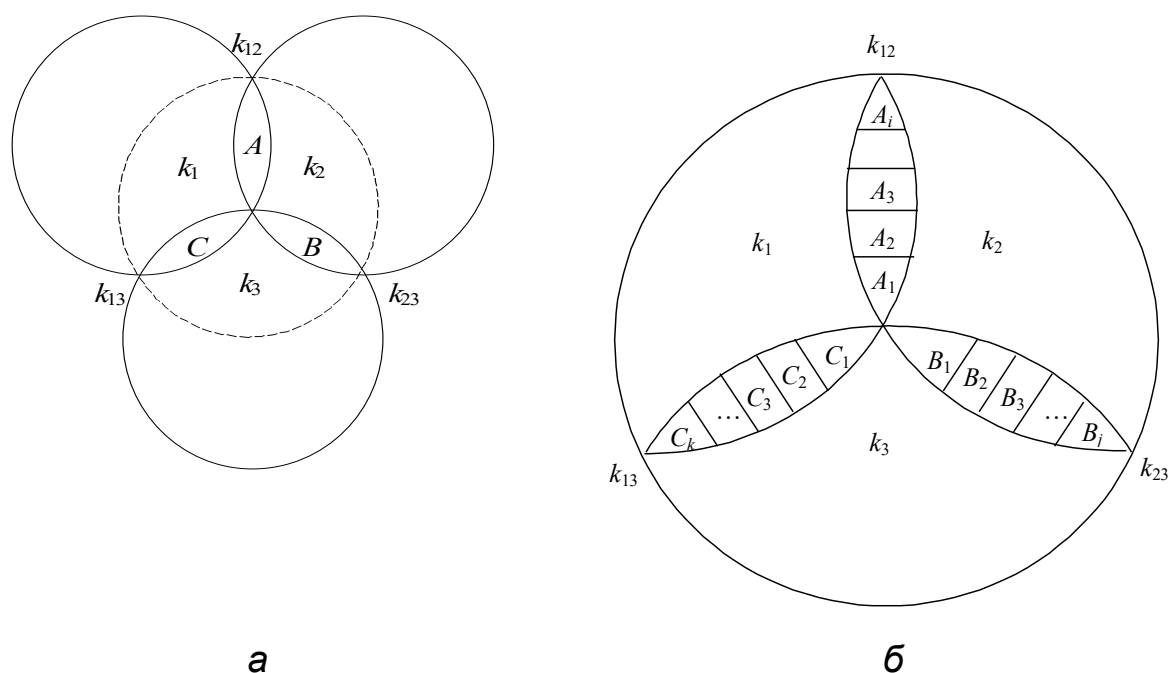 k12
A
k1
k2
C
B
k3
k13
k23
а
k12
Ai
A3
A2
A1
k1
k2
C1
C2
C3
…
Ck
B1
B2
B3
…
Bj
k3
k13
k23
б